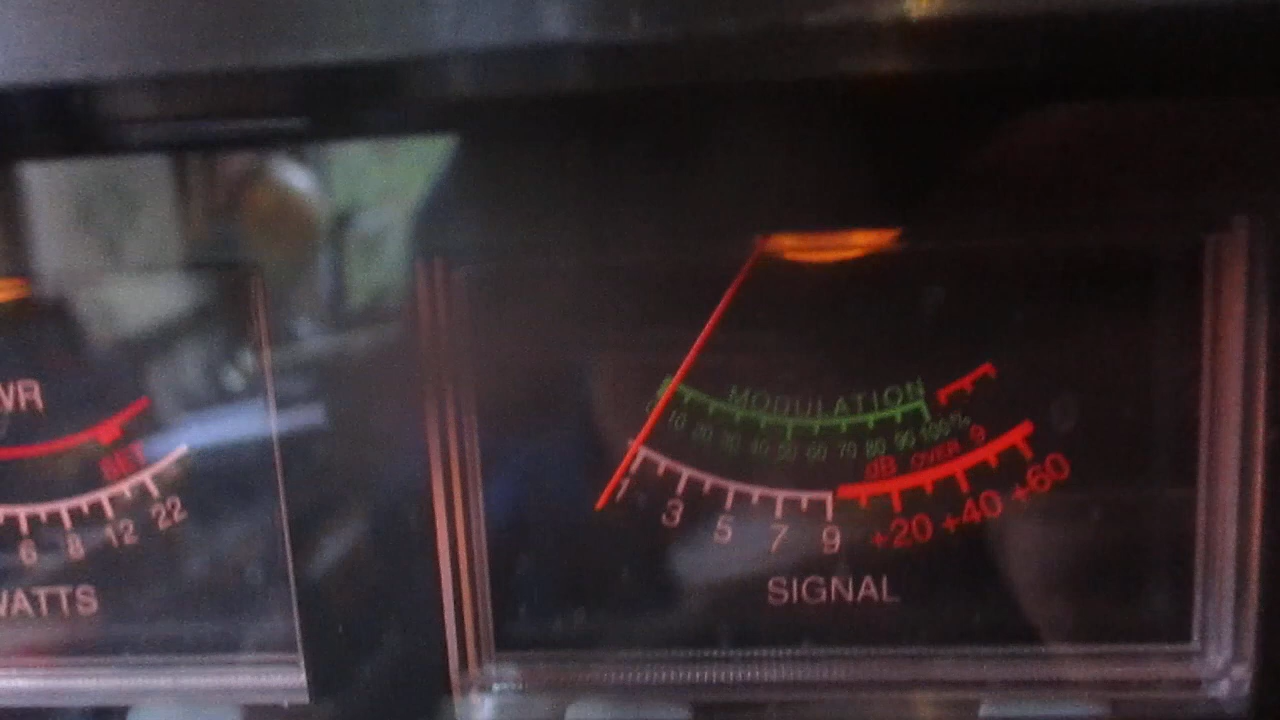 WR
SET
6 8 12 22
WATTS
MODULATION
10 20 30 40 50 60 70 80 90 100%
dB OVER 9
1 3 5 7 9 +20 +40 +60
SIGNAL